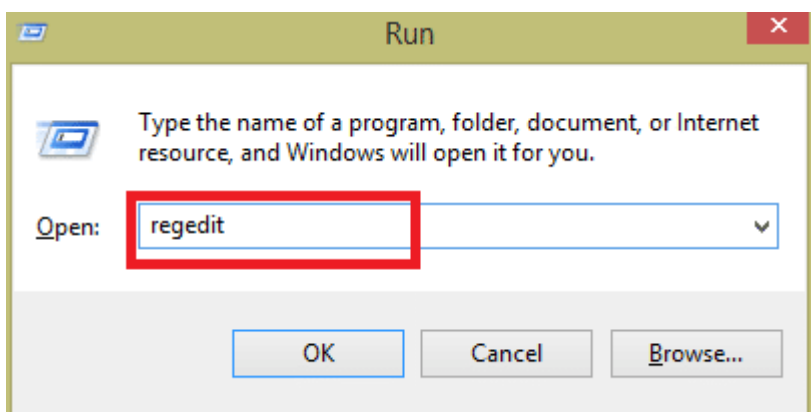 Run
Type the name of a program, folder, document, or Internet
resource, and Windows will open it for you.
Open: regedit
OK Cancel Browse...